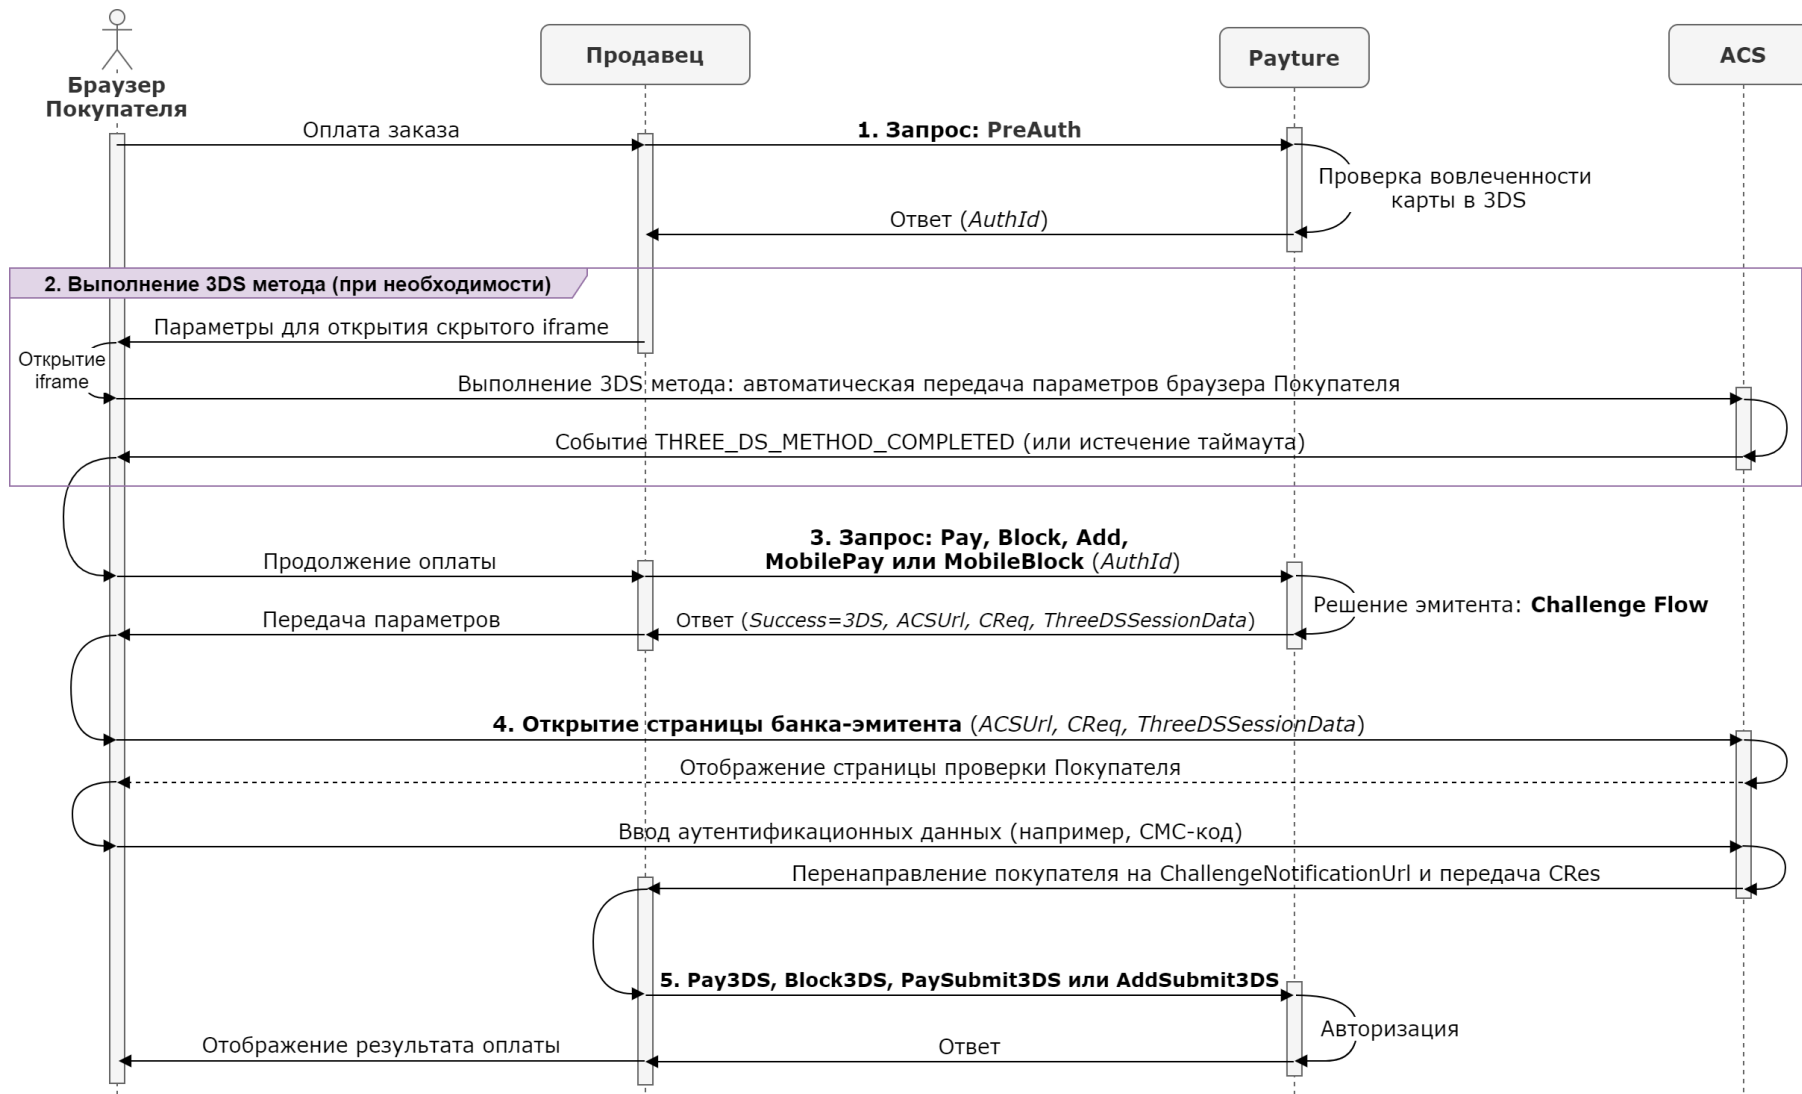 Браузер
Покупателя
Продавец
Payture
ACS
Оплата заказа
1. Запрос: PreAuth
Проверка вовлеченности
карты в 3DS
Ответ (AuthId)
2. Выполнение 3DS метода (при необходимости)
Параметры для открытия скрытого iframe
Открытие
iframe
Выполнение 3DS метода: автоматическая передача параметров браузера Покупателя
Событие THREE_DS_METHOD_COMPLETED (или истечение таймаута)
Продолжение оплаты
3. Запрос: Pay, Block, Add,
MobilePay или MobileBlock (AuthId)
Решение эмитента: Challenge Flow
Передача параметров
Ответ (Success=3DS, ACSUrl, CReq, ThreeDSSessionData)
4. Открытие страницы банка-эмитента (ACSUrl, CReq, ThreeDSSessionData)
Отображение страницы проверки Покупателя
Ввод аутентификационных данных (например, СМС-код)
Перенаправление покупателя на ChallengeNotificationUrl и передача CRes
5. Pay3DS, Block3DS, PaySubmit3DS или AddSubmit3DS
Авторизация
Отображение результата оплаты
Ответ